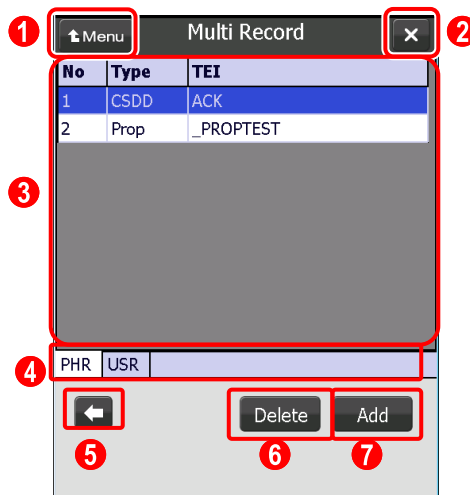 1 Menu Multi Record 2
No Type TEI
1 CSDD ACK
2 Prop _PROPTEST
3
4 PHR USR
Delete Add
5 6 7